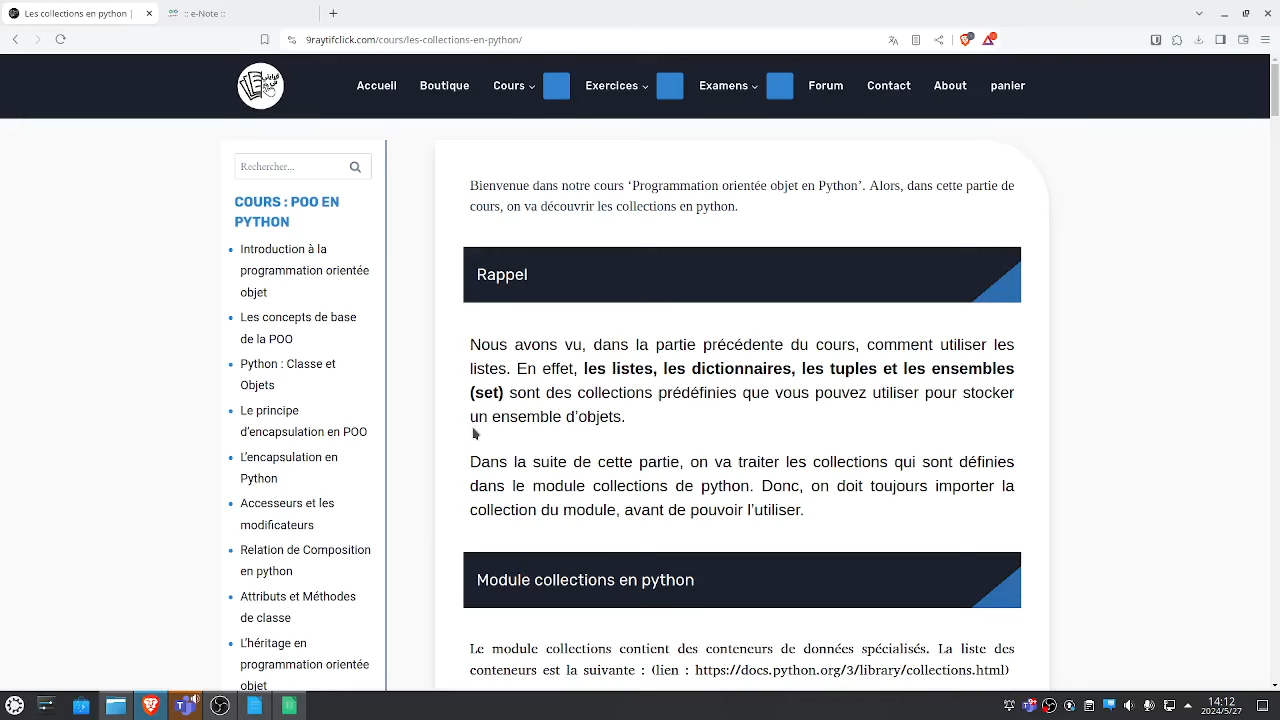 Les collections en python |
:: e-Note ::
9raytifclick.com/cours/les-collections-en-python/
Accueil
Boutique
Cours
Exercices
Examens
Forum
Contact
About
panier
Rechercher...
COURS : POO EN
PYTHON
Introduction à la
programmation orientée
objet
Les concepts de base
de la POO
Python : Classe et
Objets
Le principe
d’encapsulation en POO
L’encapsulation en
Python
Accesseurs et les
modificateurs
Relation de Composition
en python
Attributs et Méthodes
de classe
L’héritage en
programmation orientée
objet
Bienvenue dans notre cours ‘Programmation orientée objet en Python’. Alors, dans cette partie de
cours, on va découvrir les collections en python.
Rappel
Nous avons vu, dans la partie précédente du cours, comment utiliser les
listes. En effet, les listes, les dictionnaires, les tuples et les ensembles
(set) sont des collections prédéfinies que vous pouvez utiliser pour stocker
un ensemble d’objets.
Dans la suite de cette partie, on va traiter les collections qui sont définies
dans le module collections de python. Donc, on doit toujours importer la
collection du module, avant de pouvoir l’utiliser.
Module collections en python
Le module collections contient des conteneurs de données spécialisés. La liste des
conteneurs est la suivante : (lien : https://docs.python.org/3/library/collections.html)
14:12
2024/5/27